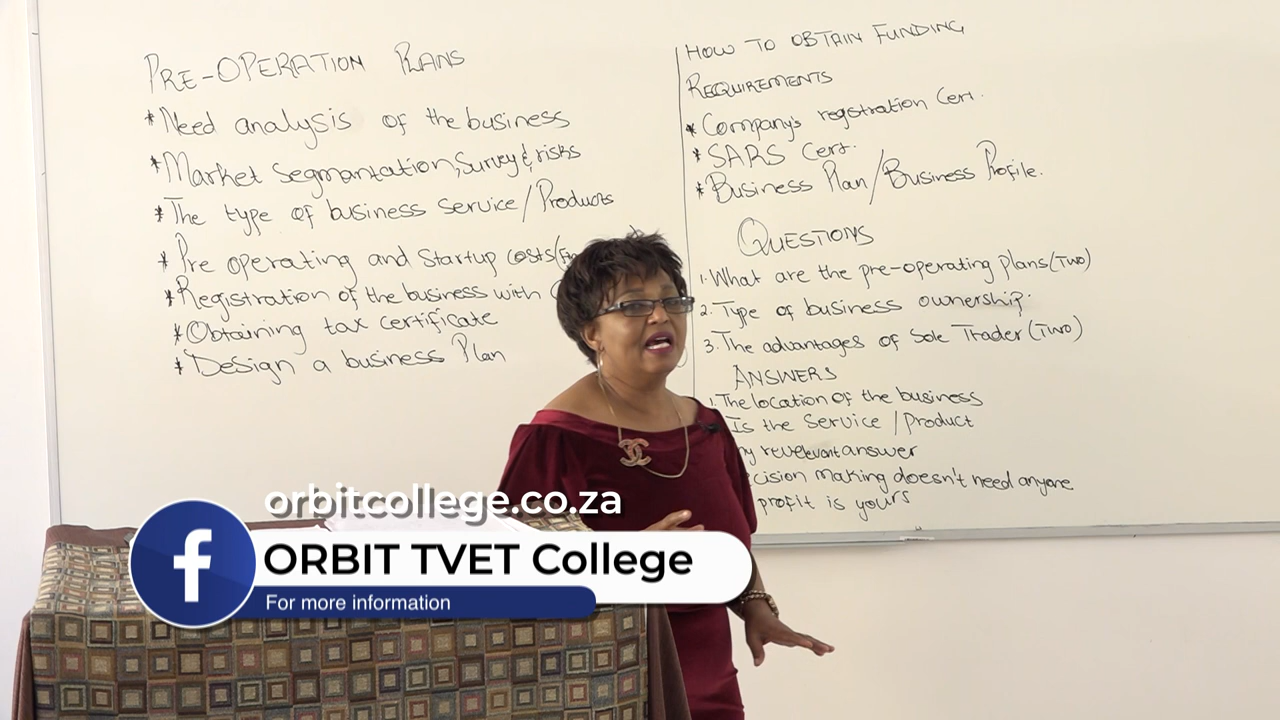 PRE-OPERATION PLANS
*Need analysis of the business
*Market Segmantation, Survey & risks
*The type of business service/Products
*Pre operating and Startup costs(
*Registration of the business with
*Obtaining tax certificate
*Design a business Plan
HOW TO OBTAIN FUNDING
REQUIREMENTS
*Company's registration Cert.
*SARS Cert.
*Business Plan/Business Profile.
QUESTIONS
1. What are the pre-operating plans(TWO)
2. Type of business ownership.
3. The advantages of Sole Trader(TWO)
ANSWERS
1. The location of the business
Is the Service/Product
revelevant answer
making doesn't need anyone
profit is yours
orbitcollege.co.za
ORBIT TVET College
For more information